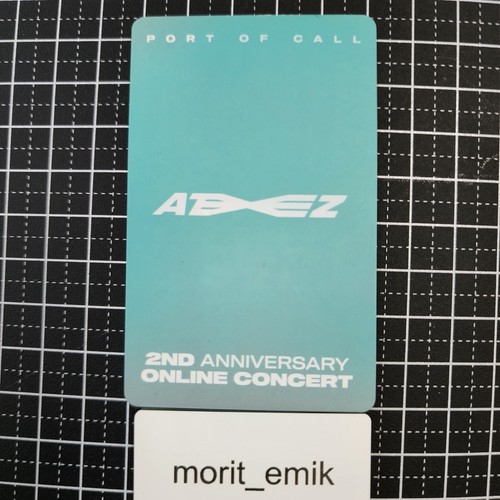 PORT OF CALL
ATEEZ
2ND ANNIVERSARY
ONLINE CONCERT
morit_emik